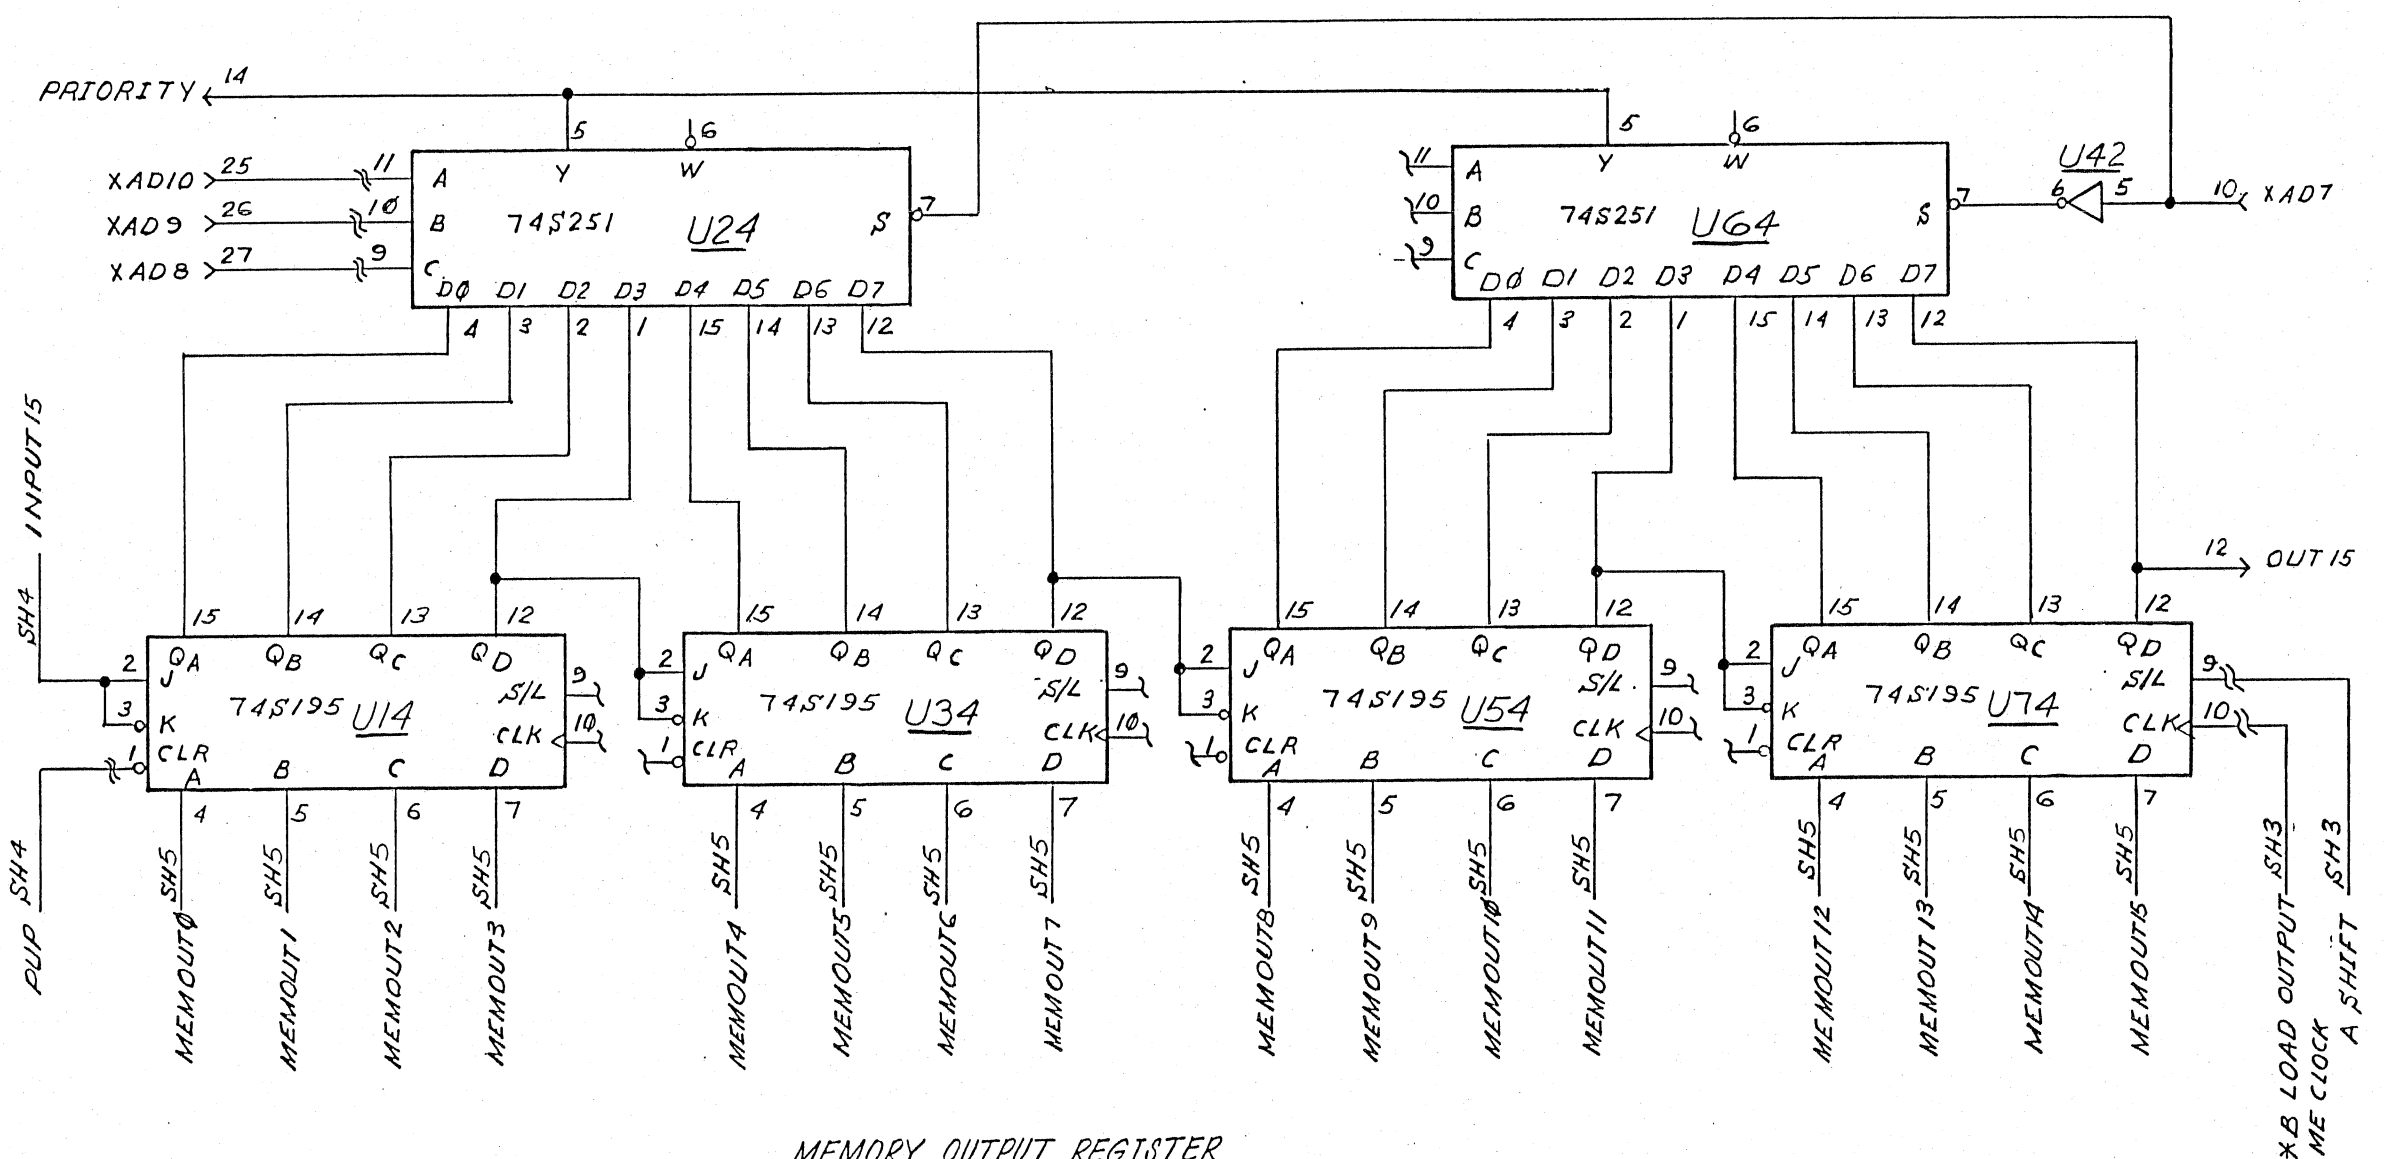 PRIORITY 14
5 6
Y W
XAD10 25 11 A
XAD9 26 10 B
XAD8 27 9 C
74S251 U24 S 7
DØ D1 D2 D3 D4 D5 D6 D7
4 3 2 1 15 14 13 12
5 6
Y W
11 A
10 B
9 C
74S251 U64 S 7
U42
6 5
10 XAD7
DØ D1 D2 D3 D4 D5 D6 D7
4 3 2 1 15 14 13 12
12 OUT15
SH4 INPUT15
15 14 13 12
QA QB QC QD
2 J
3 K
1 CLR
74S195 U14
S/L 9
CLK 10
A B C D
4 5 6 7
15 14 13 12
QA QB QC QD
2 J
3 K
1 CLR
74S195 U34
S/L 9
CLK 10
A B C D
4 5 6 7
15 14 13 12
QA QB QC QD
2 J
3 K
1 CLR
74S195 U54
S/L 9
CLK 10
A B C D
4 5 6 7
15 14 13 12
QA QB QC QD
2 J
3 K
1 CLR
74S195 U74
S/L 9
CLK 10
A B C D
4 5 6 7
PUP SH4
MEMOUTØ SH5
MEMOUT1 SH5
MEMOUT2 SH5
MEMOUT3 SH5
MEMOUT4 SH5
MEMOUT5 SH5
MEMOUT6 SH5
MEMOUT7 SH5
MEMOUT8 SH5
MEMOUT9 SH5
MEMOUT1Ø SH5
MEMOUT11 SH5
MEMOUT12 SH5
MEMOUT13 SH5
MEMOUT14 SH5
MEMOUT15 SH5
*B LOAD OUTPUT SH3
ME CLOCK
A SHIFT SH3
MEMORY OUTPUT REGISTER